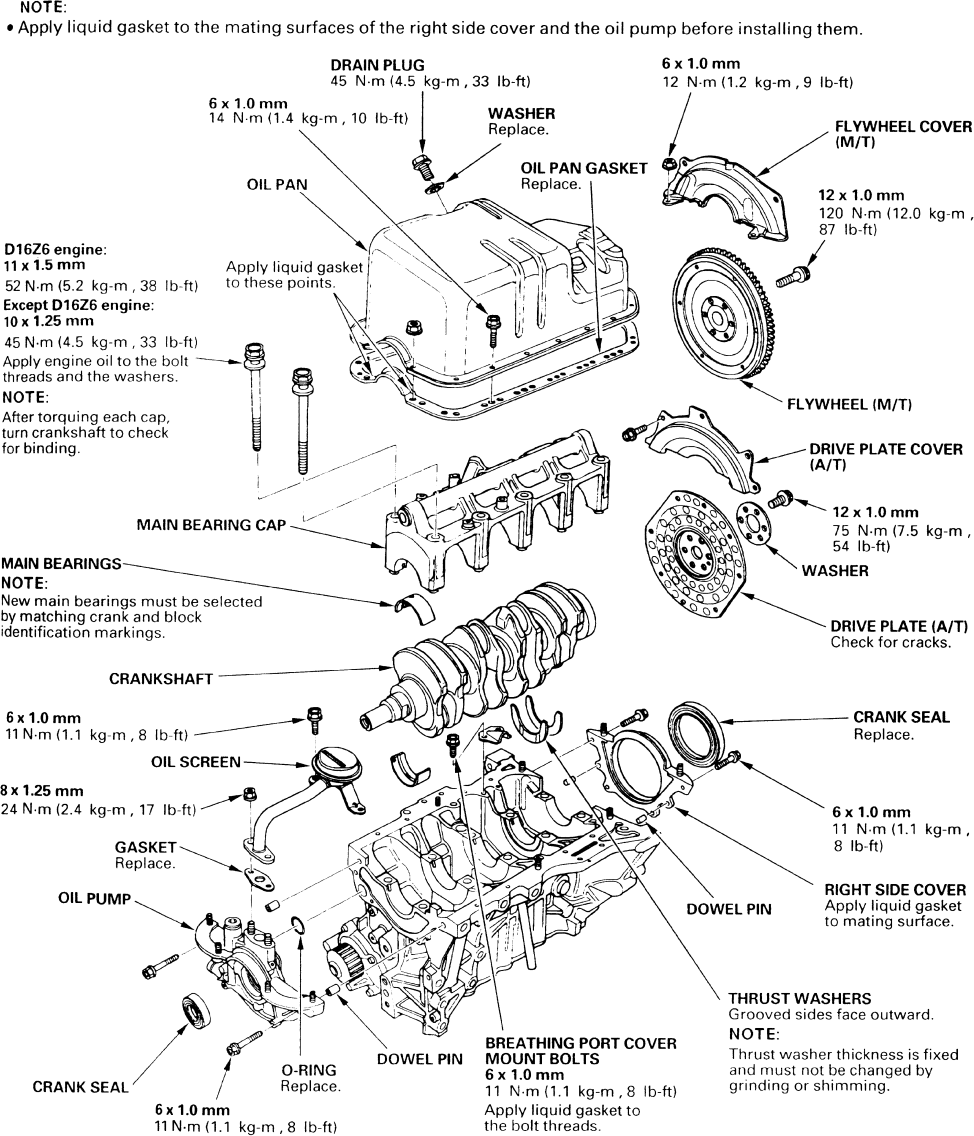 NOTE:
• Apply liquid gasket to the mating surfaces of the right side cover and the oil pump before installing them.
DRAIN PLUG
45 N·m (4.5 kg-m , 33 lb-ft)
6 x 1.0 mm
12 N·m (1.2 kg-m , 9 lb-ft)
6 x 1.0 mm
14 N·m (1.4 kg-m , 10 lb-ft)
WASHER
Replace.
FLYWHEEL COVER
(M/T)
OIL PAN GASKET
Replace.
OIL PAN
12 x 1.0 mm
120 N·m (12.0 kg-m ,
87 lb-ft)
D16Z6 engine:
11 x 1.5 mm
52 N·m (5.2 kg-m , 38 lb-ft)
Except D16Z6 engine:
10 x 1.25 mm
45 N·m (4.5 kg-m , 33 lb-ft)
Apply engine oil to the bolt
threads and the washers.
NOTE:
After torquing each cap,
turn crankshaft to check
for binding.
Apply liquid gasket
to these points.
FLYWHEEL (M/T)
DRIVE PLATE COVER
(A/T)
12 x 1.0 mm
75 N·m (7.5 kg-m ,
54 lb-ft)
WASHER
MAIN BEARING CAP
MAIN BEARINGS
NOTE:
New main bearings must be selected
by matching crank and block
identification markings.
DRIVE PLATE (A/T)
Check for cracks.
CRANKSHAFT
6 x 1.0 mm
11 N·m (1.1 kg-m , 8 lb-ft)
CRANK SEAL
Replace.
OIL SCREEN
8 x 1.25 mm
24 N·m (2.4 kg-m , 17 lb-ft)
6 x 1.0 mm
11 N·m (1.1 kg-m ,
8 lb-ft)
GASKET
Replace.
OIL PUMP
RIGHT SIDE COVER
Apply liquid gasket
to mating surface.
DOWEL PIN
THRUST WASHERS
Grooved sides face outward.
NOTE:
Thrust washer thickness is fixed
and must not be changed by
grinding or shimming.
BREATHING PORT COVER
MOUNT BOLTS
6 x 1.0 mm
11 N·m (1.1 kg-m , 8 lb-ft)
Apply liquid gasket to
the bolt threads.
DOWEL PIN
O-RING
Replace.
CRANK SEAL
6 x 1.0 mm
11 N·m (1.1 kg-m , 8 lb-ft)